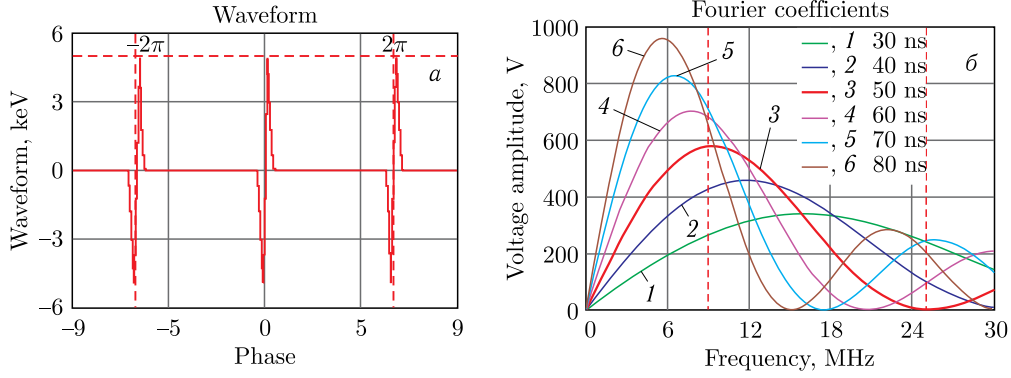 Waveform
Waveform, keV
6
3
0
−3
−6
−2π
2π
а
−9
−5
0
5
9
Phase
Fourier coefficients
Voltage amplitude, V
1000
800
600
400
200
0
6
5
4
3
2
1
, 1 30 ns
, 2 40 ns
, 3 50 ns
, 4 60 ns
, 5 70 ns
, 6 80 ns
б
0
6
12
18
24
30
Frequency, MHz